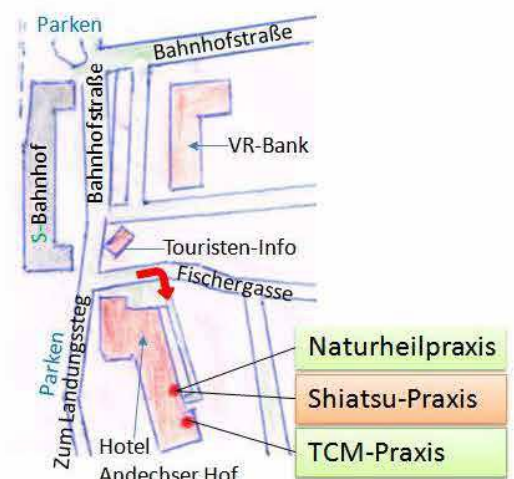 Parken
Bahnhofstraße
Bahnhofstraße
S-Bahnhof
VR-Bank
Touristen-Info
Fischergasse
Zum Landungssteg
Parken
Naturheilpraxis
Shiatsu-Praxis
TCM-Praxis
Hotel
Andechser Hof